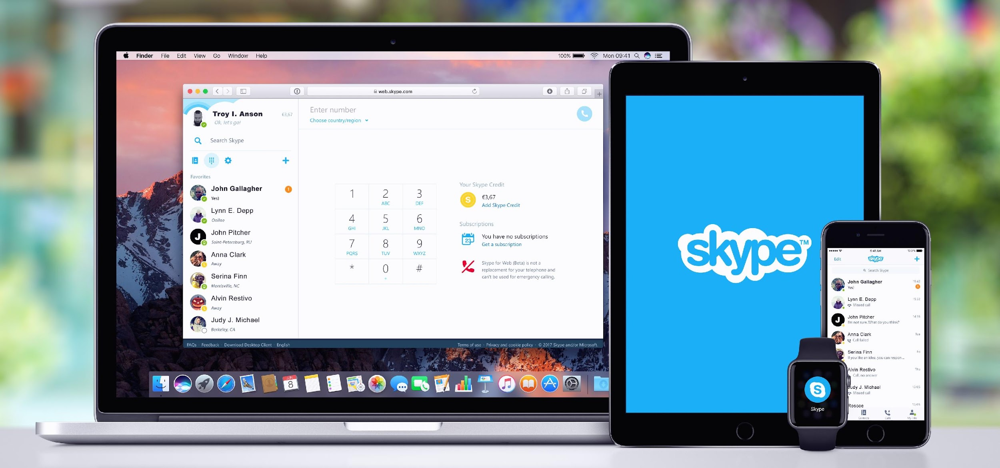 Finder File Edit View Go Window Help
100% Mon 09:41
web.skype.com
Troy I. Anson €3,67
Ok, let's go!
Search Skype
Favorites
John Gallagher 1
Yes)
Lynn E. Depp
Online
J
John Pitcher
Saint-Petersburg, RU
Anna Clark
Away
Serina Finn
Morrisville, NC
Alvin Restivo
Away
Judy J. Michael
Berkeley, CA
Enter number
Choose country/region
1 2 3
ABC DEF
4 5 6
GHI JKL MNO
7 8 9
PQRS TUV WXYZ
* 0 #
+
Your Skype Credit
S
€3,67
Add Skype Credit
Subscriptions
23
You have no subscriptions
Get a subscription
Skype for Web (Beta) is not a
replacement for your telephone and
can't be used for emergency calling.
FAQs · Feedback · Download Desktop Client · English
Terms of use · Privacy and cookie policy · © 2017 Skype and/or Microsoft.
JUN
8
skype™
9:41 AM 100%
Edit skype
Search Skype
John Gallagher 15:42
Yes) 1
Lynn E. Depp 15:32
Missed call
J
John Pitcher 14:36
I'm not sure. What do you think?
Anna Clark Tue
Call failed
Serina Finn Fri
If you like an idea, you can respon...
Alvin Restivo Thu
Call, no answer
Judy J. Michael 13/05
Missed call
Roscoe 12/05
Contacts Calls My info
S
Skype